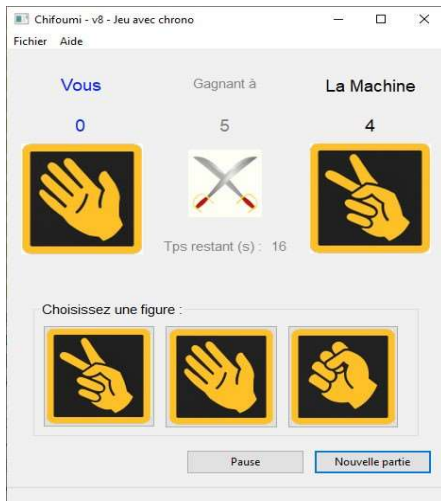 Chifoumi - v8 - Jeu avec chrono
Fichier Aide
Vous Gagnant à La Machine
0 5 4
Tps restant (s) : 16
Choisissez une figure :
Pause Nouvelle partie